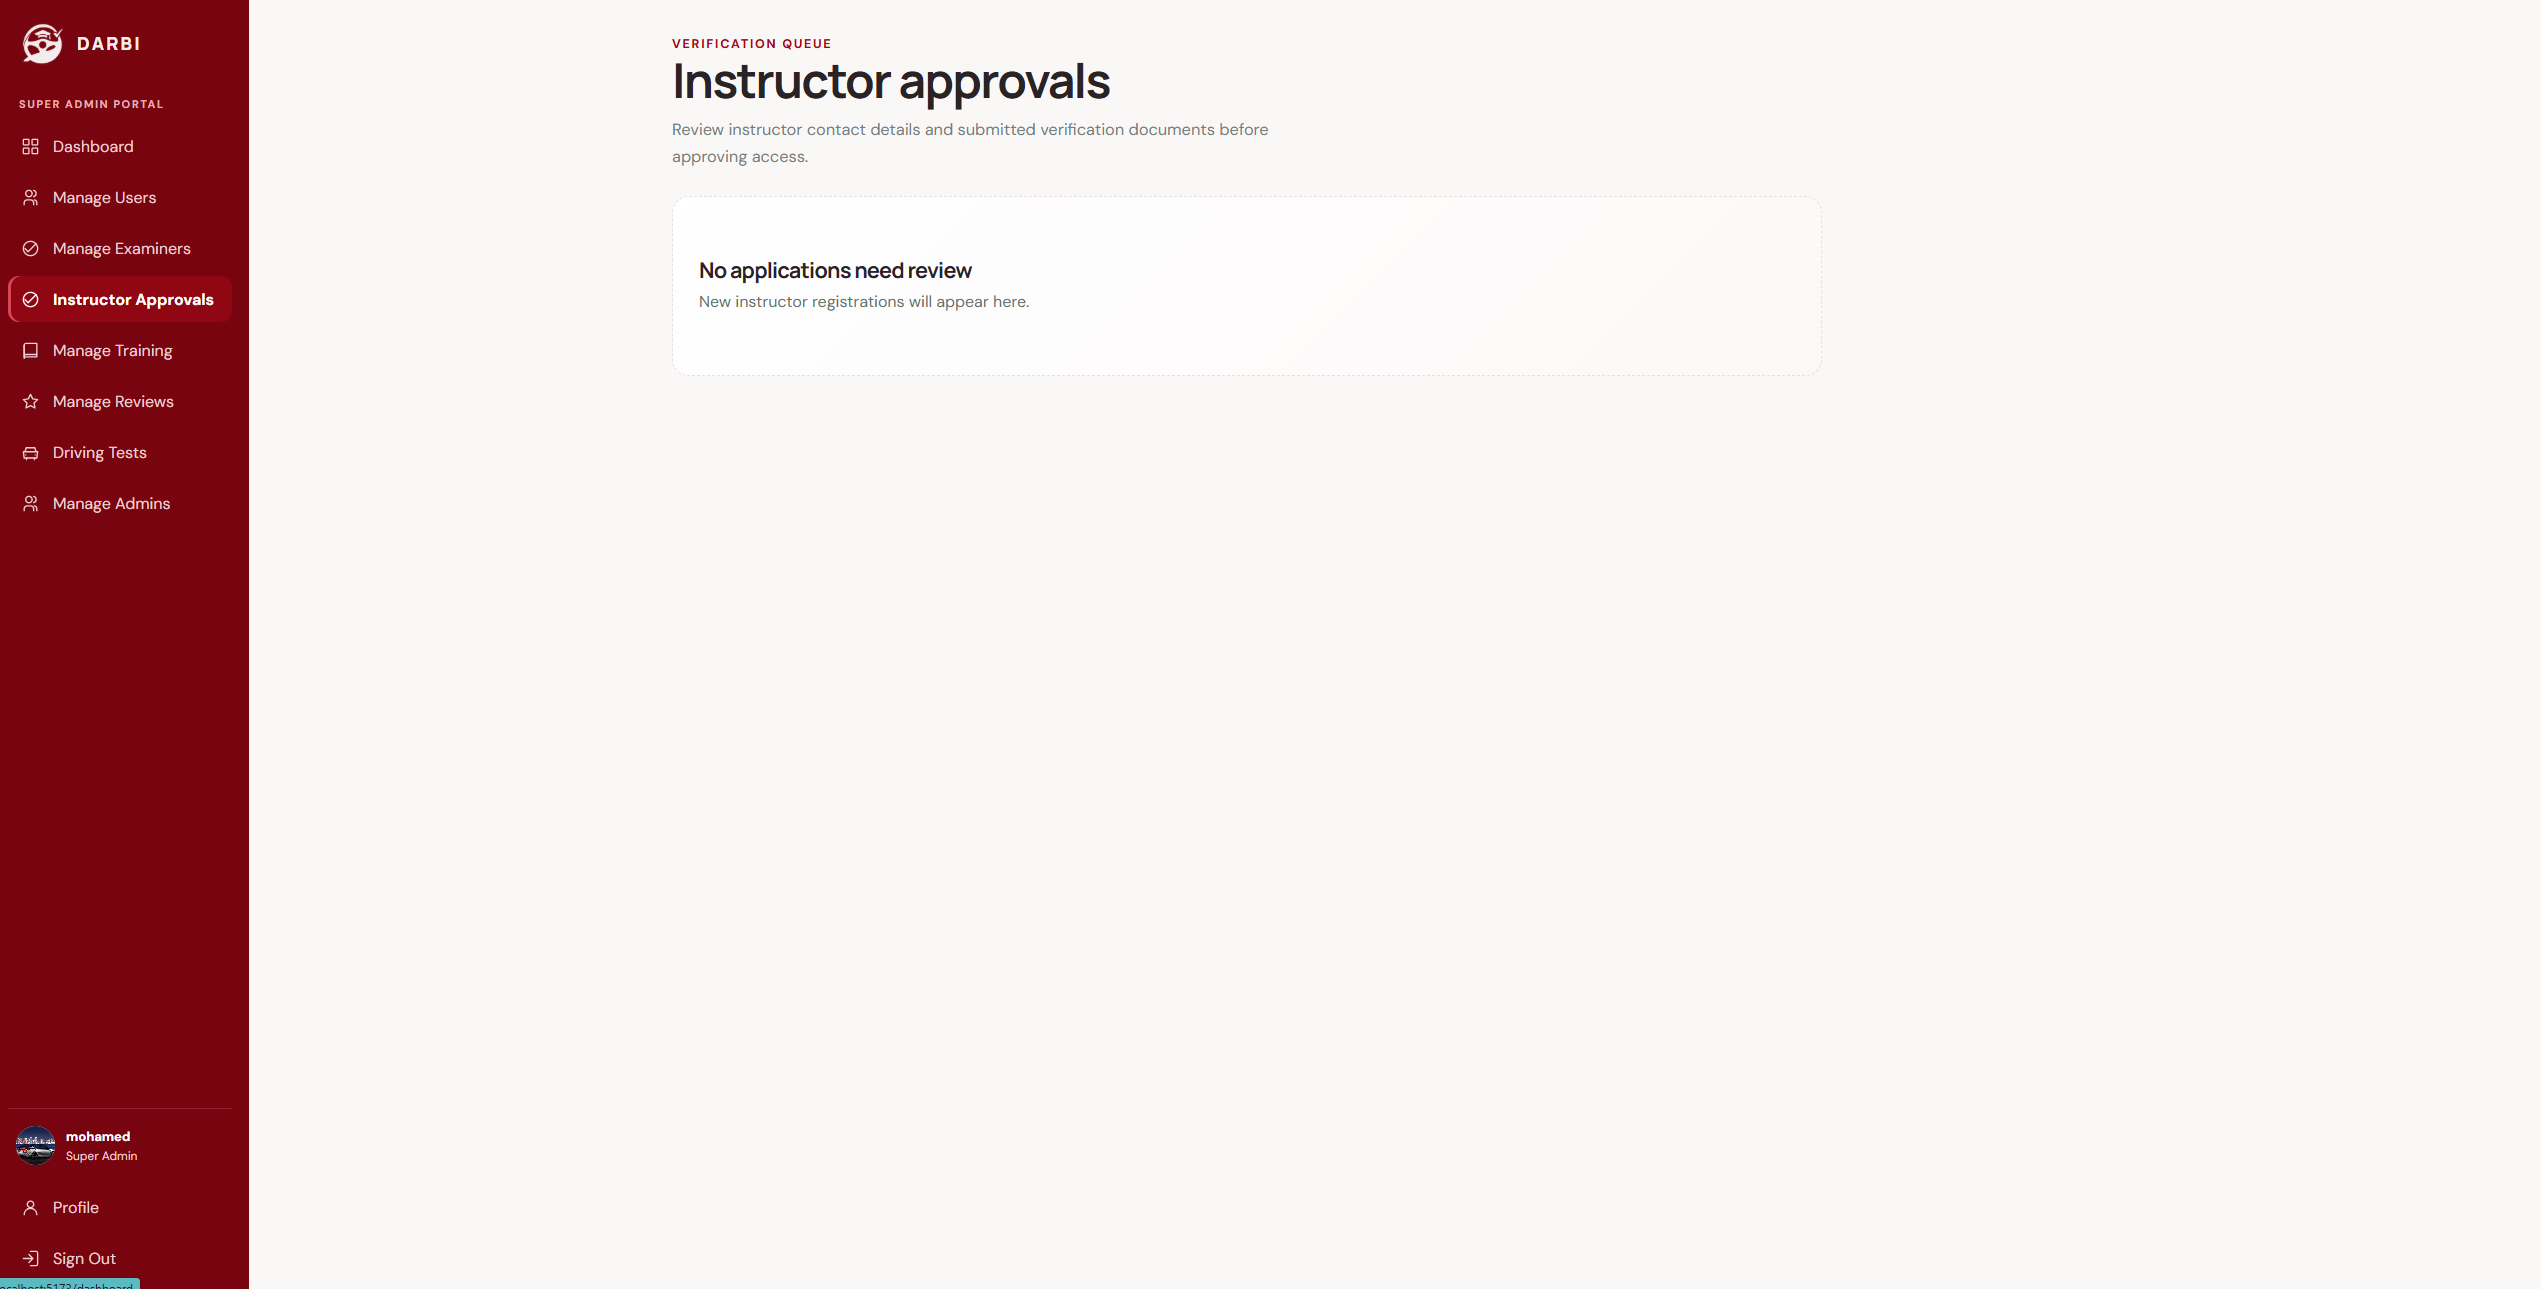 DARBI
SUPER ADMIN PORTAL
Dashboard
Manage Users
Manage Examiners
Instructor Approvals
Manage Training
Manage Reviews
Driving Tests
Manage Admins
mohamed
Super Admin
Profile
Sign Out
VERIFICATION QUEUE
Instructor approvals
Review instructor contact details and submitted verification documents before
approving access.
No applications need review
New instructor registrations will appear here.